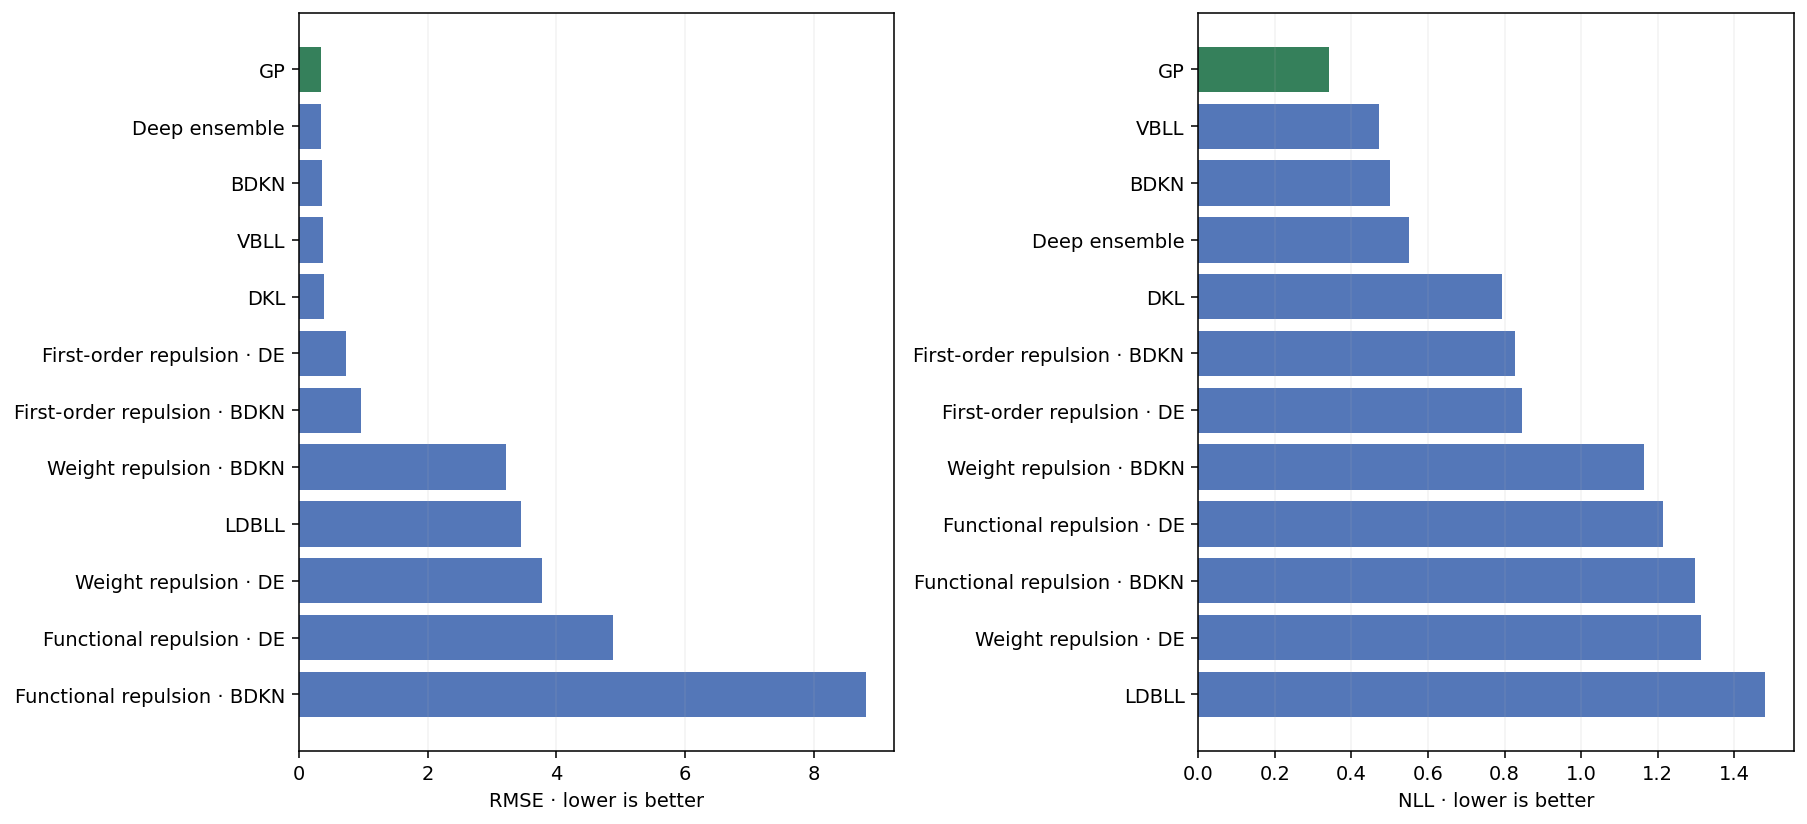 GP
Deep ensemble
BDKN
VBLL
DKL
First-order repulsion · DE
First-order repulsion · BDKN
Weight repulsion · BDKN
LDBLL
Weight repulsion · DE
Functional repulsion · DE
Functional repulsion · BDKN
0 2 4 6 8
RMSE · lower is better
GP
VBLL
BDKN
Deep ensemble
DKL
First-order repulsion · BDKN
First-order repulsion · DE
Weight repulsion · BDKN
Functional repulsion · DE
Functional repulsion · BDKN
Weight repulsion · DE
LDBLL
0.0 0.2 0.4 0.6 0.8 1.0 1.2 1.4
NLL · lower is better